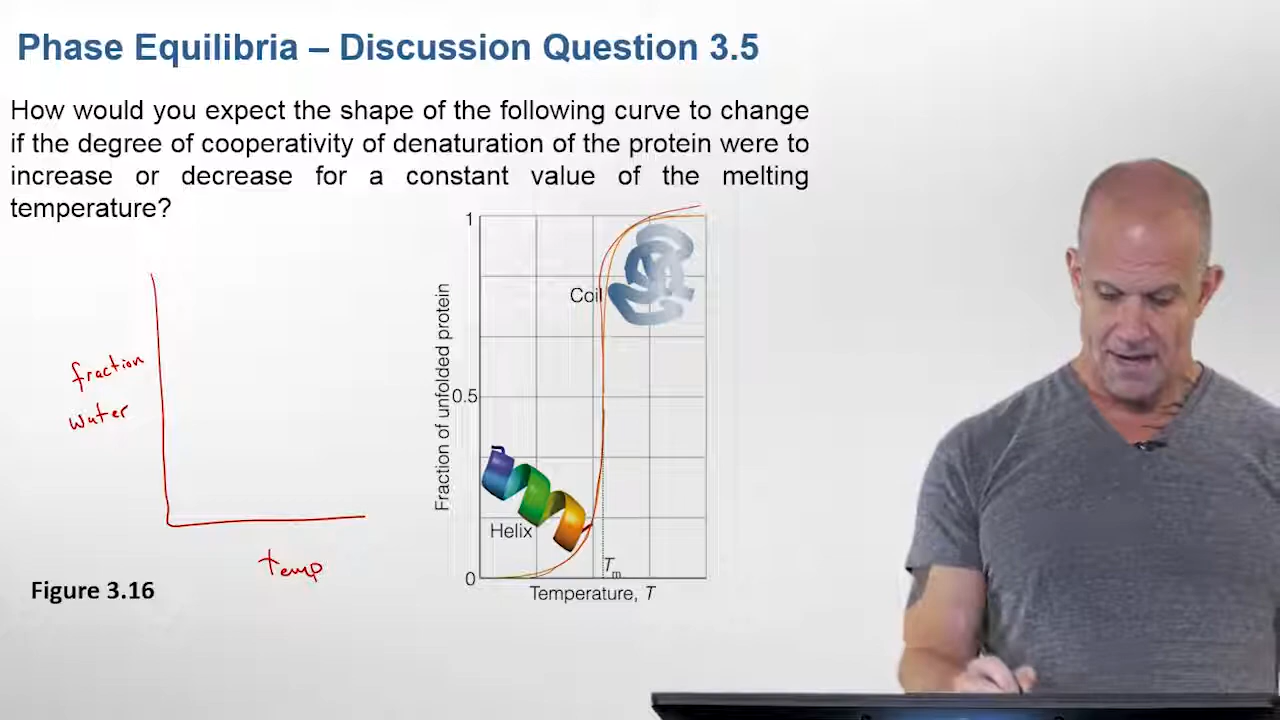 Phase Equilibria – Discussion Question 3.5
How would you expect the shape of the following curve to change
if the degree of cooperativity of denaturation of the protein were to
increase or decrease for a constant value of the melting
temperature?
fraction
water
temp
Figure 3.16
Fraction of unfolded protein
1
0.5
0
Coil
Helix
Tm
Temperature, T